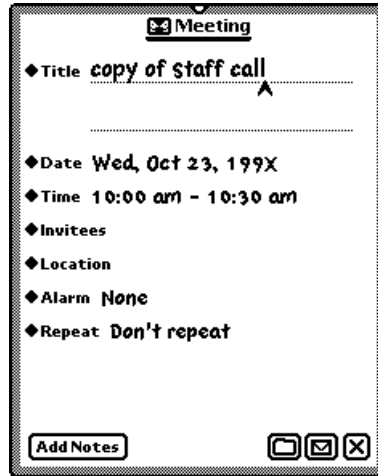 Meeting
Title copy of staff call
Date Wed, Oct 23, 199X
Time 10:00 am - 10:30 am
Invitees
Location
Alarm None
Repeat Don't repeat
Add Notes